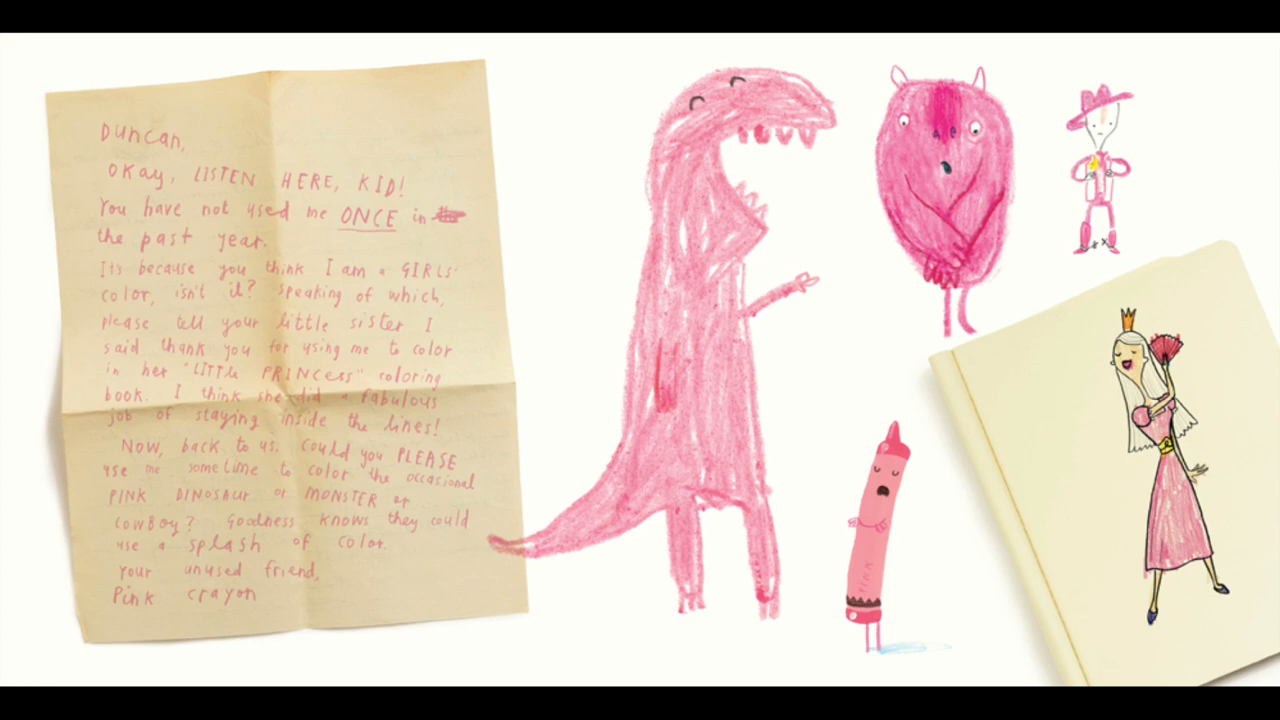 Duncan,
Okay, LISTEN HERE, KID!
You have not used me ONCE in
the past year.
Its because you think I am a GIRLS'
color, isn't it? Speaking of which,
please tell your little sister I
said thank you for using me to color
in her "LITTLE PRINCESS" coloring
book. I think she did a fabulous
job of staying inside the lines!
Now, back to us. Could you PLEASE
use me sometime to color the occasional
PINK DINOSAUR or MONSTER or
COWBOY? Goodness knows they could
use a splash of color.
Your unused friend,
Pink crayon
PINK